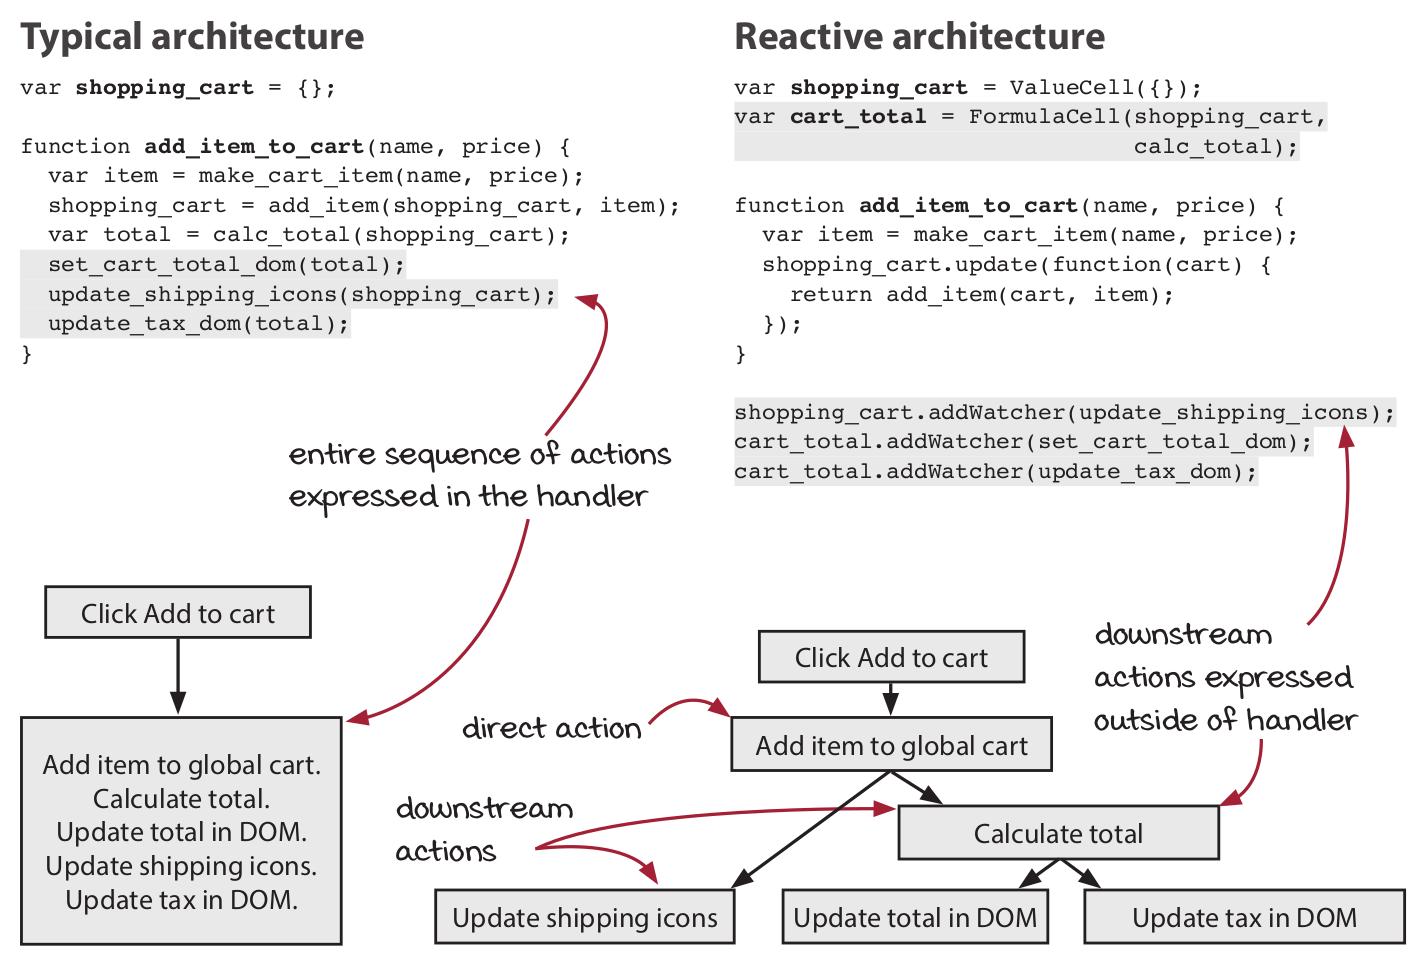 Typical architecture
var shopping_cart = {};
function add_item_to_cart(name, price) {
  var item = make_cart_item(name, price);
  shopping_cart = add_item(shopping_cart, item);
  var total = calc_total(shopping_cart);
  set_cart_total_dom(total);
  update_shipping_icons(shopping_cart);
  update_tax_dom(total);
}
entire sequence of actions
expressed in the handler
Click Add to cart
Add item to global cart.
Calculate total.
Update total in DOM.
Update shipping icons.
Update tax in DOM.
Reactive architecture
var shopping_cart = ValueCell({});
var cart_total = FormulaCell(shopping_cart,
                             calc_total);
function add_item_to_cart(name, price) {
  var item = make_cart_item(name, price);
  shopping_cart.update(function(cart) {
    return add_item(cart, item);
  });
}
shopping_cart.addWatcher(update_shipping_icons);
cart_total.addWatcher(set_cart_total_dom);
cart_total.addWatcher(update_tax_dom);
downstream
actions expressed
outside of handler
Click Add to cart
direct action
Add item to global cart
downstream
actions
Calculate total
Update shipping icons
Update total in DOM
Update tax in DOM